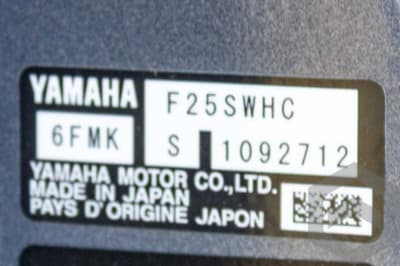 YAMAHA F25SWHC
6FMK S 1092712
YAMAHA MOTOR CO.,LTD.
MADE IN JAPAN
PAYS D'ORIGINE JAPON